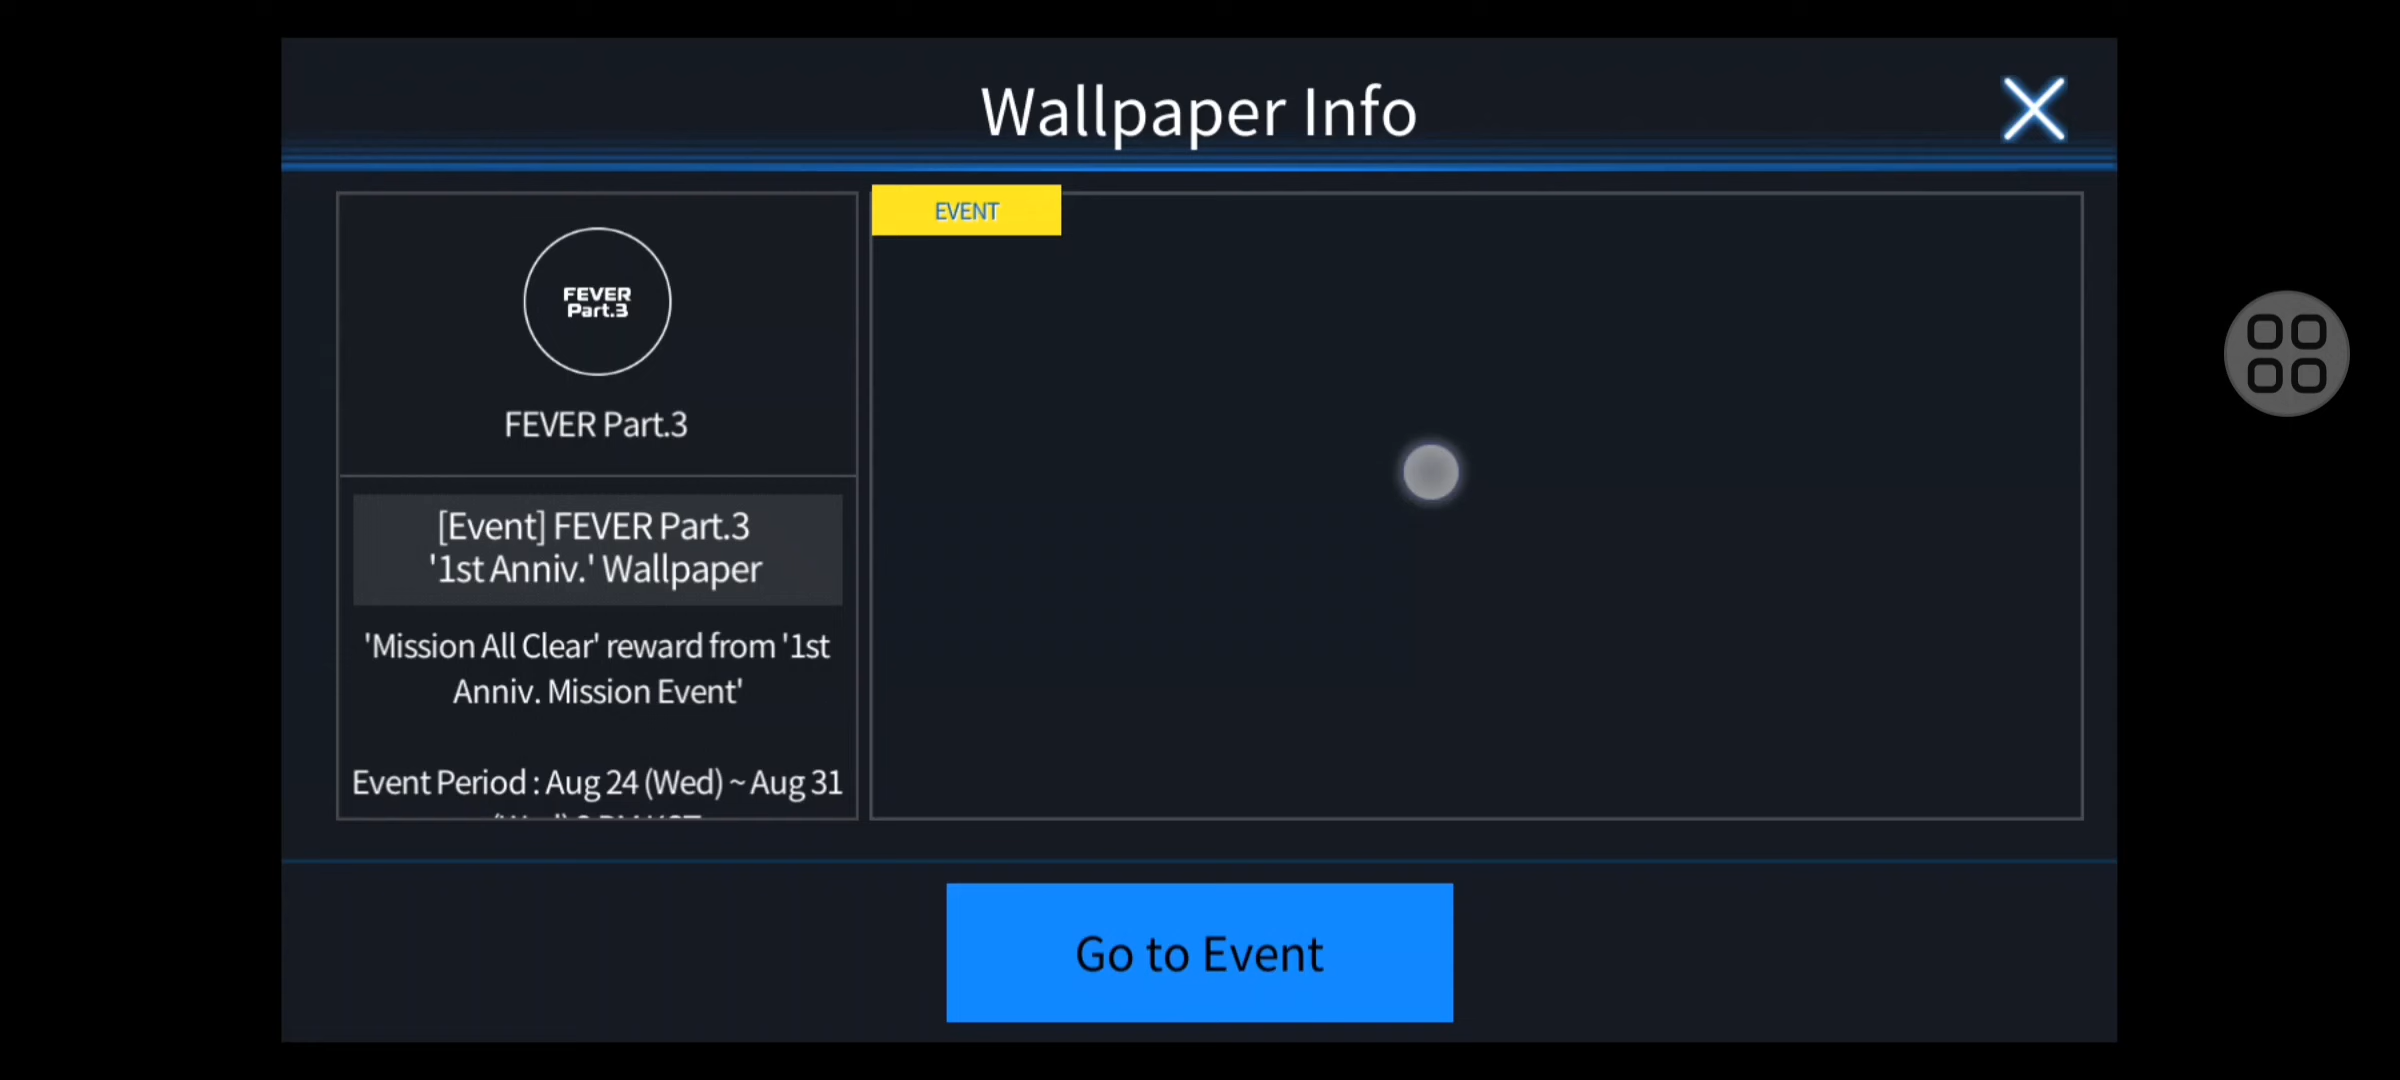 Wallpaper Info
EVENT
FEVER
Part.3
FEVER Part.3
[Event] FEVER Part.3
'1st Anniv.' Wallpaper
'Mission All Clear' reward from '1st
Anniv. Mission Event'
Event Period : Aug 24 (Wed) ~ Aug 31
Go to Event